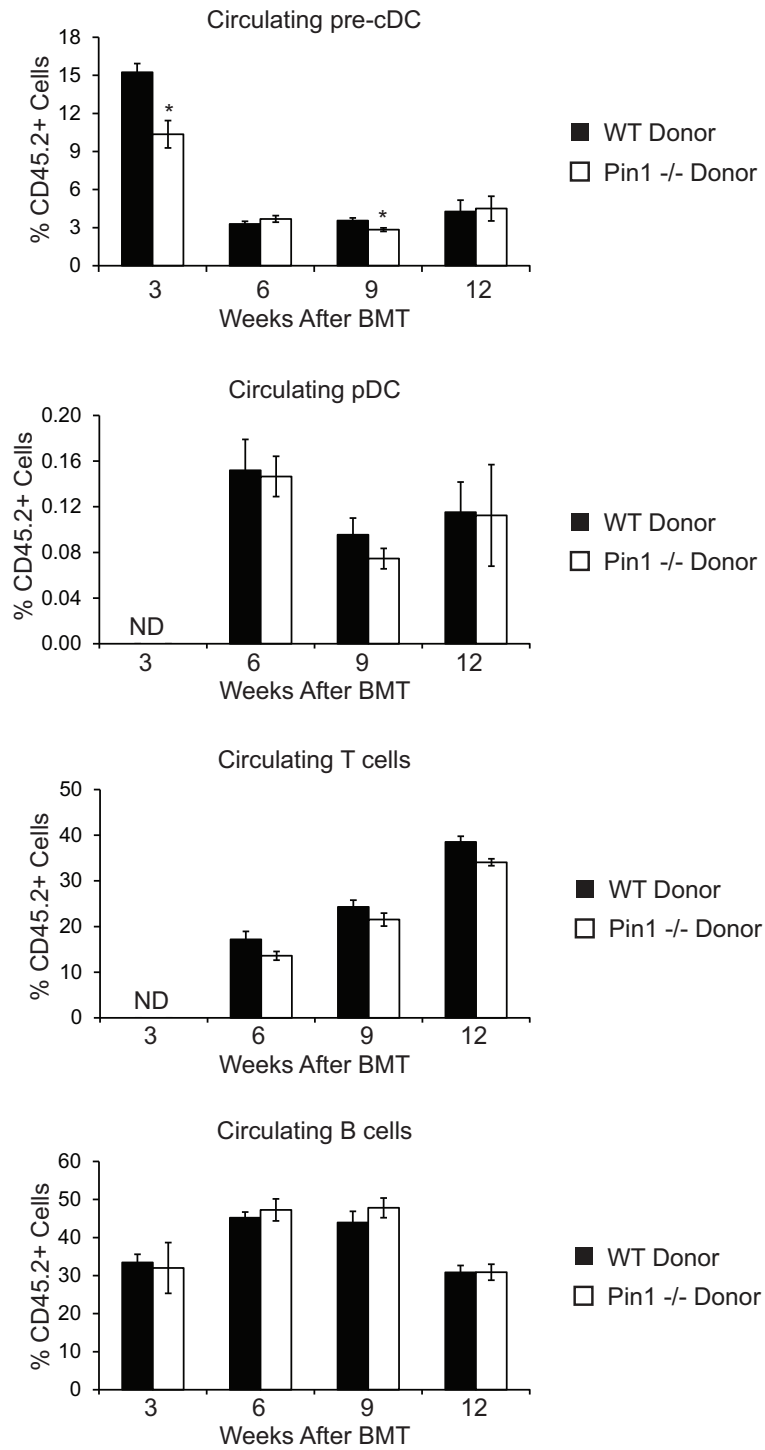 Circulating pre-cDC
% CD45.2+ Cells
18
15
12
9
6
3
0
*
*
3 6 9 12
Weeks After BMT
WT Donor
Pin1 -/- Donor
Circulating pDC
% CD45.2+ Cells
0.20
0.16
0.12
0.08
0.04
0.00
ND
3 6 9 12
Weeks After BMT
WT Donor
Pin1 -/- Donor
Circulating T cells
% CD45.2+ Cells
50
40
30
20
10
0
ND
3 6 9 12
Weeks After BMT
WT Donor
Pin1 -/- Donor
Circulating B cells
% CD45.2+ Cells
60
50
40
30
20
10
0
3 6 9 12
Weeks After BMT
WT Donor
Pin1 -/- Donor